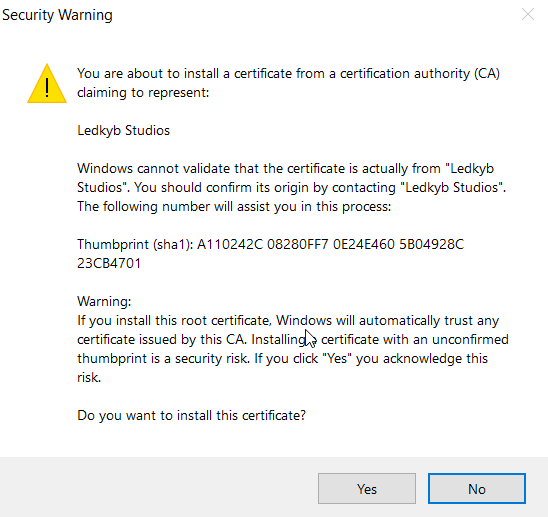 Security Warning
You are about to install a certificate from a certification authority (CA)
claiming to represent:
Ledkyb Studios
Windows cannot validate that the certificate is actually from "Ledkyb
Studios". You should confirm its origin by contacting "Ledkyb Studios".
The following number will assist you in this process:
Thumbprint (sha1): A110242C 08280FF7 0E24E460 5B04928C
23CB4701
Warning:
If you install this root certificate, Windows will automatically trust any
certificate issued by this CA. Installing a certificate with an unconfirmed
thumbprint is a security risk. If you click "Yes" you acknowledge this
risk.
Do you want to install this certificate?
Yes
No